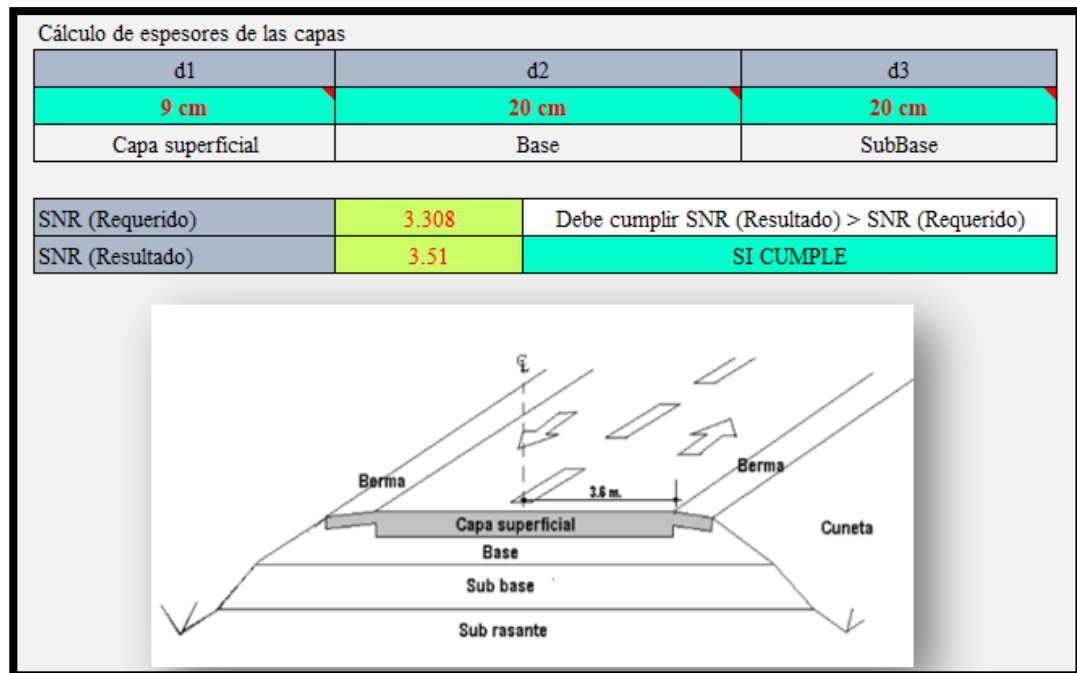 Cálculo de espesores de las capas
d1 d2 d3
9 cm 20 cm 20 cm
Capa superficial Base SubBase
SNR (Requerido) 3.308 Debe cumplir SNR (Resultado) > SNR (Requerido)
SNR (Resultado) 3.51 SI CUMPLE
℄
Berma
Berma
3.6 m.
Capa superficial
Cuneta
Base
Sub base
Sub rasante